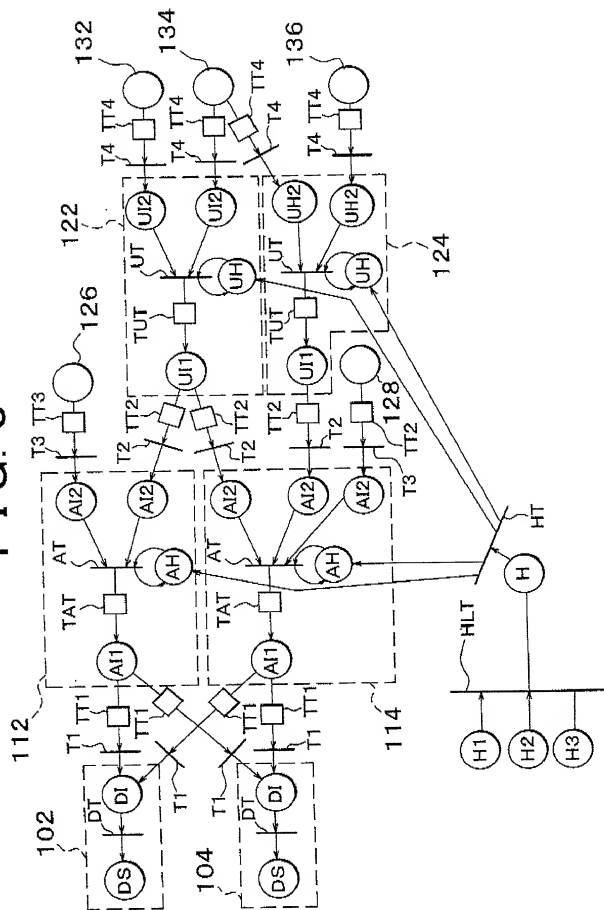 FIG.
132
134
136
TT4
TT4
TT4
TT4
T4
T4
T4
T4
122
UI2
UI2
UH2
UH2
124
126
UT
UH
UT
UH
TUT
TUT
UI1
UI1
128
TT3
T3
TT2
T2
TT2
T2
TT2
T2
TT2
T3
AI2
AI2
AI2
AI2
AI2
AT
AH
AT
AH
HT
TAT
TAT
H
AI1
AI1
HLT
112
114
TT1
TT1
TT1
TT1
T1
T1
T1
T1
102
DI
DT
DS
104
DI
DT
DS
H1
H2
H3